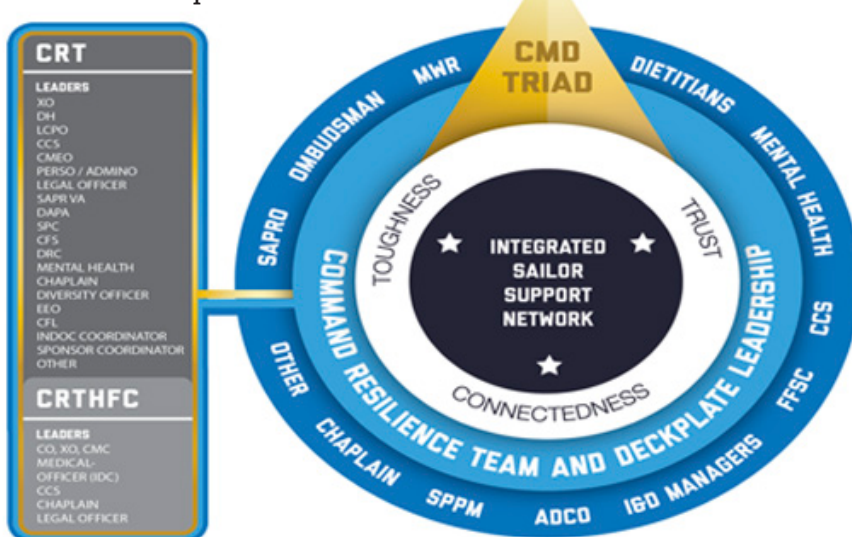 CRT
LEADERS
XO
DH
LCPO
CCS
CMEO
PERSO / ADMINO
LEGAL OFFICER
SAPR VA
DAPA
SPC
CFS
DRC
MENTAL HEALTH
CHAPLAIN
DIVERSITY OFFICER
EEO
CFL
INDOC COORDINATOR
SPONSOR COORDINATOR
OTHER
CRTHFC
LEADERS
CO, XO, CMC
MEDICAL-
OFFICER (IDC)
CCS
CHAPLAIN
LEGAL OFFICER
CMD
TRIAD
DIETITIANS
MENTAL HEALTH
CCS
FFSC
I&D MANAGERS
ADCO
SPPM
CHAPLAIN
OTHER
SAPRO
OMBUDSMAN
MWR
COMMAND RESILIENCE TEAM AND DECKPLATE LEADERSHIP
TOUGHNESS
TRUST
CONNECTEDNESS
INTEGRATED
SAILOR
SUPPORT
NETWORK